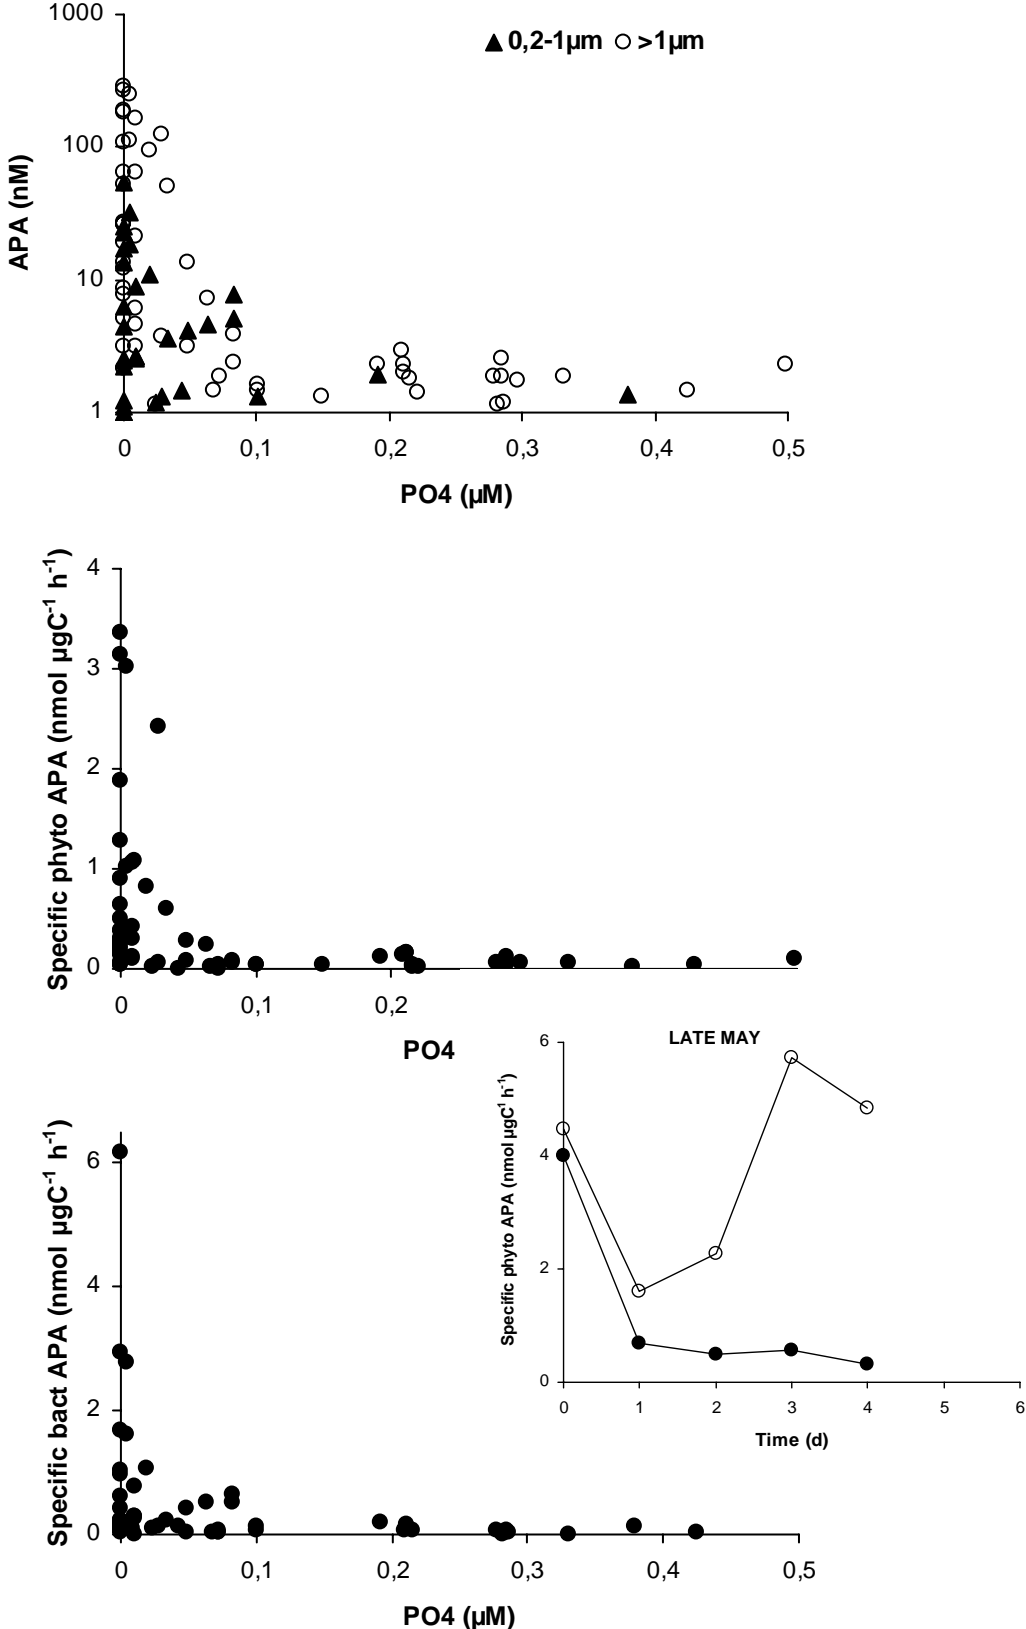 1000
▲ 0,2-1µm ○ >1µm
100
10
1
APA (nM)
0 0,1 0,2 0,3 0,4 0,5
PO4 (µM)
Specific phyto APA (nmol µgC⁻¹ h⁻¹)
4
3
2
1
0
0 0,1 0,2
PO4
LATE MAY
Specific phyto APA (nmol µgC¹ h⁻¹)
6
4
2
0
0 1 2 3 4 5 6
Time (d)
Specific bact APA (nmol µgC⁻¹ h⁻¹)
6
4
2
0
0 0,1 0,2 0,3 0,4 0,5
PO4 (µM)